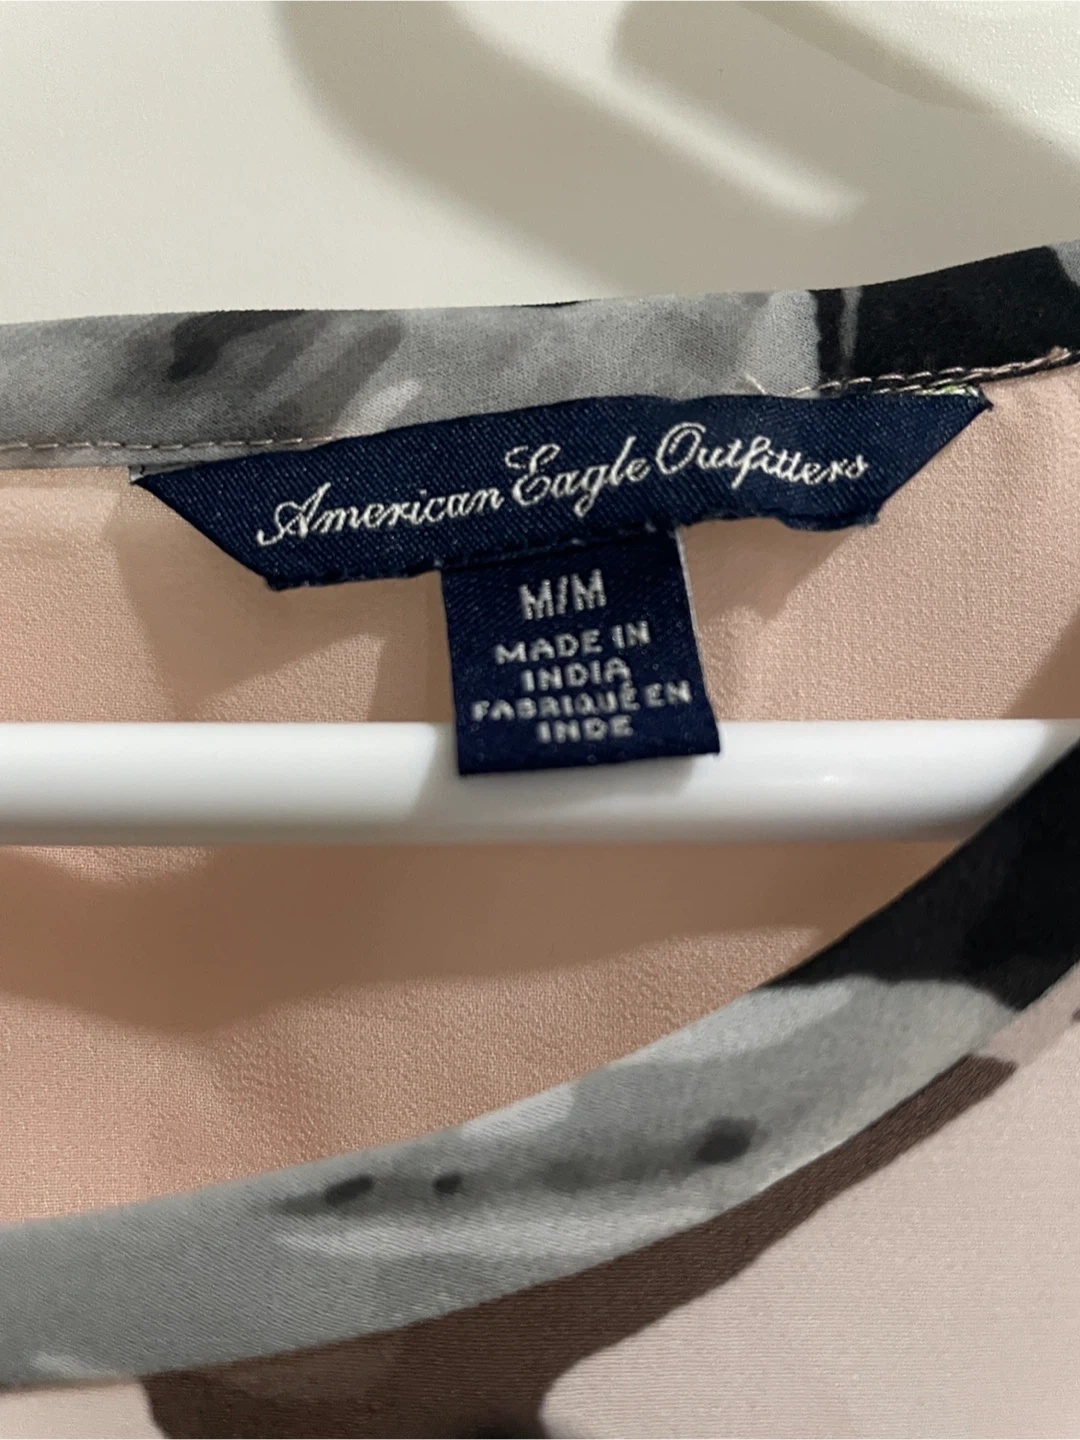 American Eagle Outfitters
M/M
MADE IN
INDIA
FABRIQUÉ EN
INDE